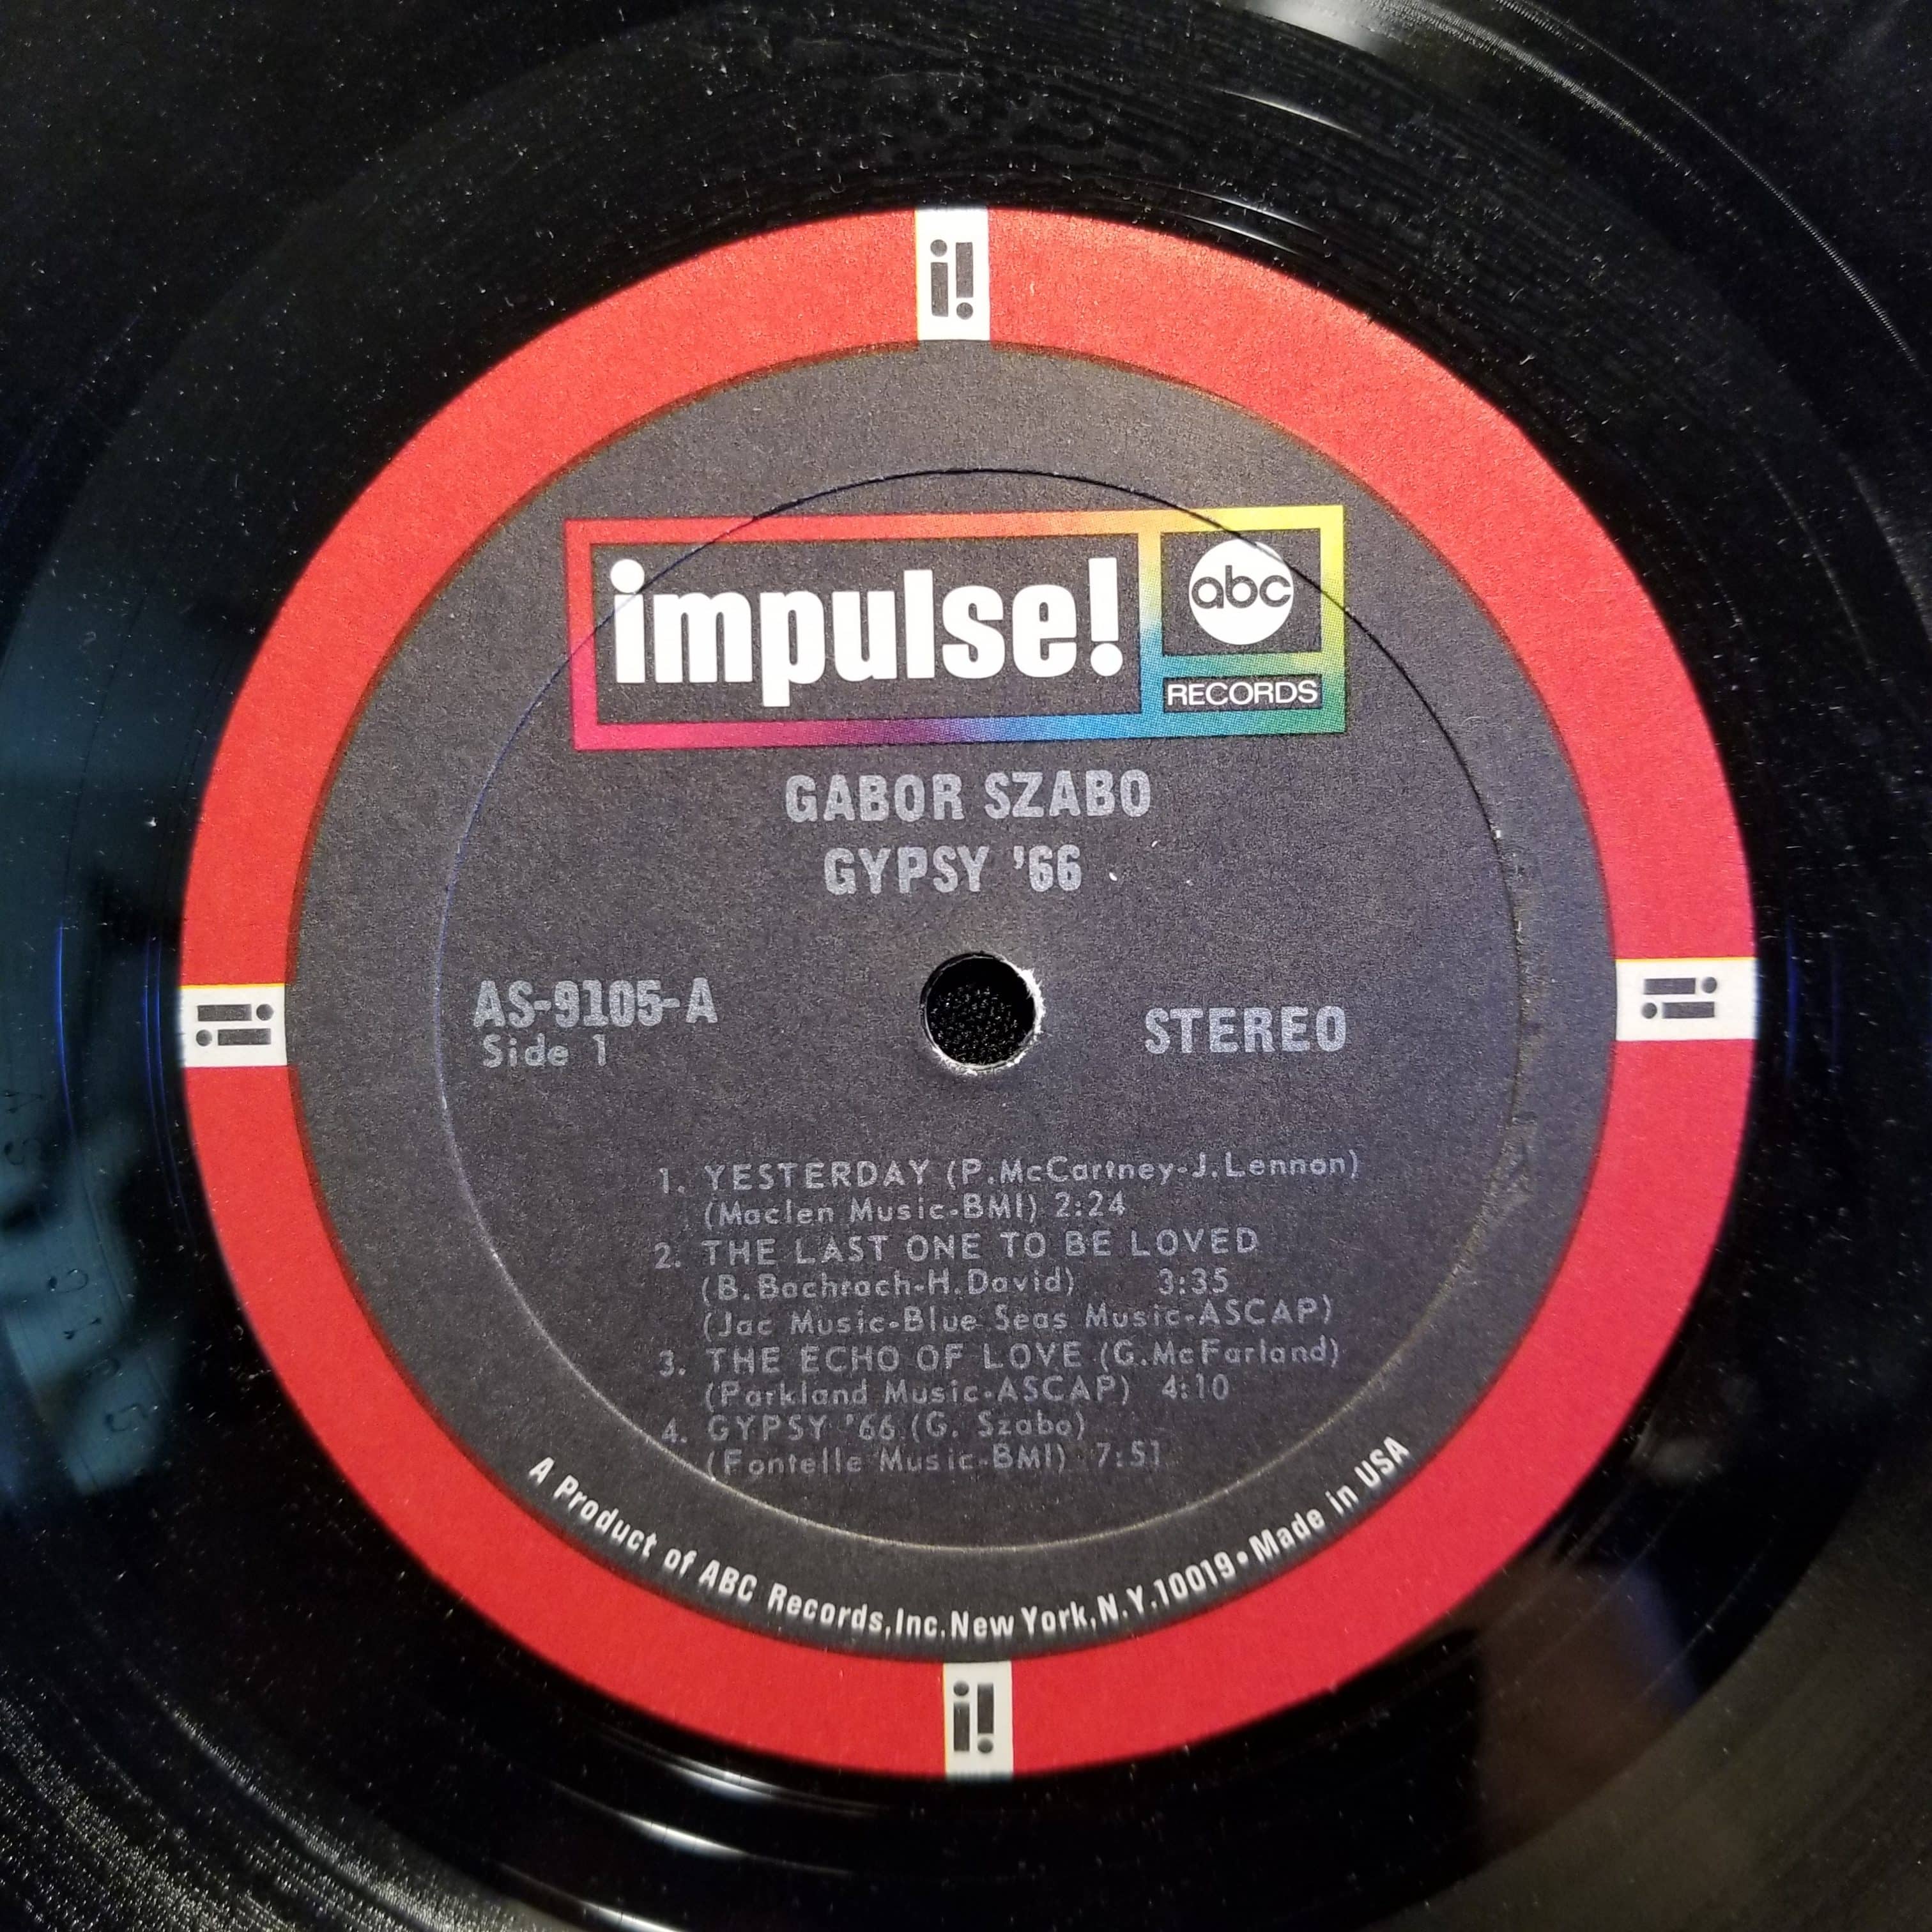 i!
impulse!
abc
RECORDS
GABOR SZABO
GYPSY '66
AS-9105-A
Side 1
STEREO
i!
i!
1. YESTERDAY (P.McCartney-J.Lennon)
(Maclen Music-BMI) 2:24
2. THE LAST ONE TO BE LOVED
(B.Bachrach-H.David) 3:35
(Jac Music-Blue Seas Music-ASCAP)
3. THE ECHO OF LOVE (G.McFarland)
(Parkland Music-ASCAP) 4:10
4. GYPSY '66 (G. Szabo)
(Fontelle Music-BMI) 7:51
A Product of ABC Records,Inc.New York,N.Y.10019•Made in USA
i!